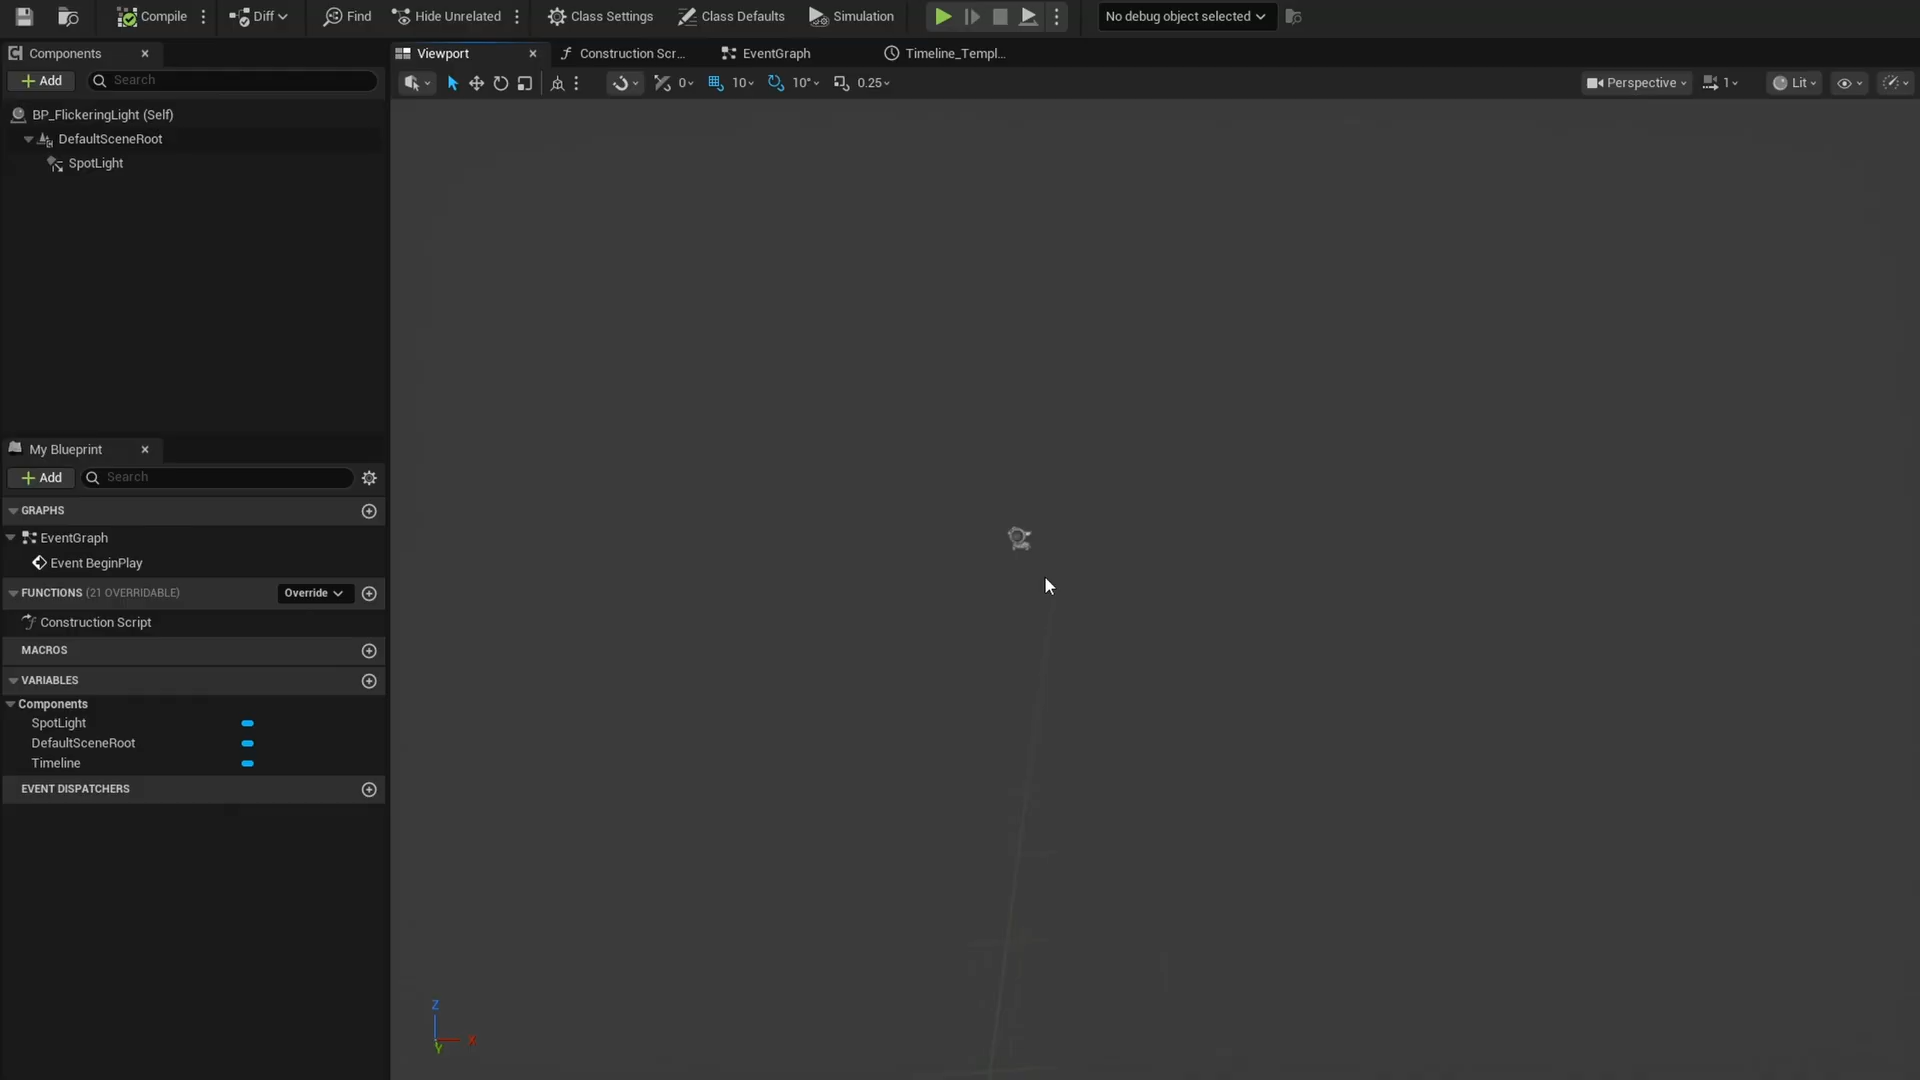 Compile
Diff
Find
Hide Unrelated
Class Settings
Class Defaults
Simulation
No debug object selected
Components
Add
Search
BP_FlickeringLight (Self)
DefaultSceneRoot
SpotLight
Viewport
Construction Scr...
EventGraph
Timeline_Templ...
0
10
10°
0.25
Perspective
1
Lit
My Blueprint
Add
Search
GRAPHS
EventGraph
Event BeginPlay
FUNCTIONS (21 OVERRIDABLE)
Override
Construction Script
MACROS
VARIABLES
Components
SpotLight
DefaultSceneRoot
Timeline
EVENT DISPATCHERS
Z
X
Y